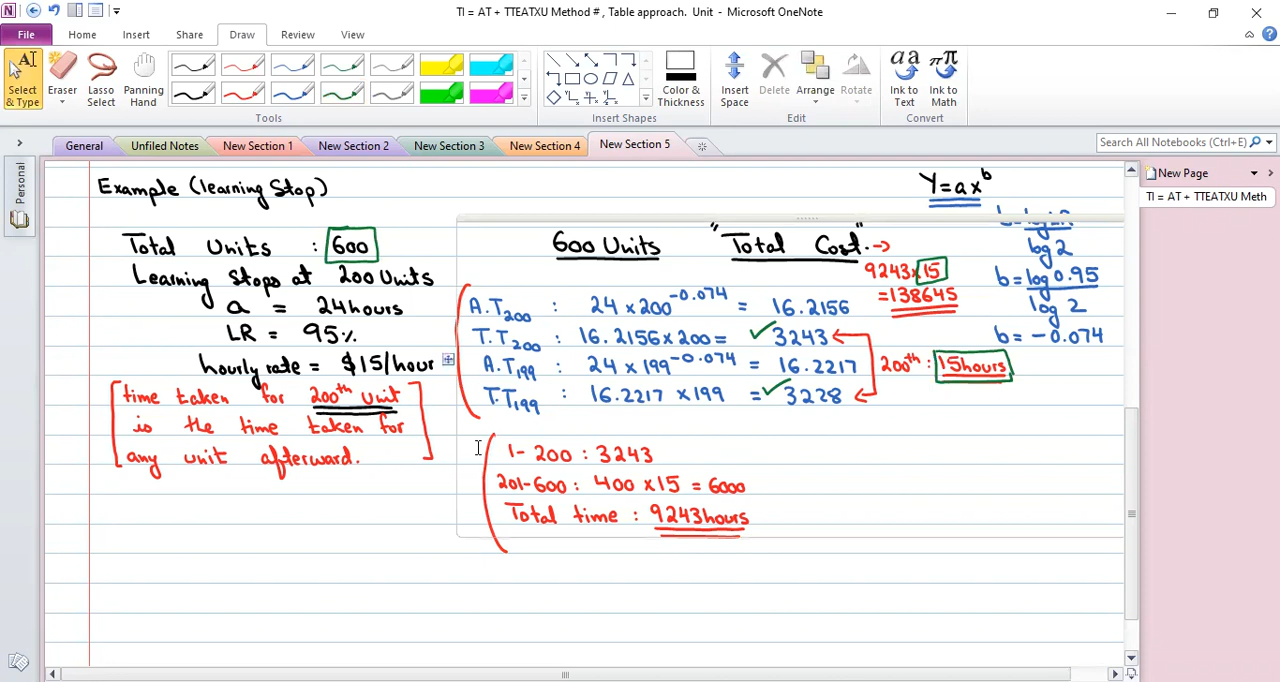 TI = AT + TTEATXU Method # , Table approach. Unit - Microsoft OneNote
File Home Insert Share Draw Review View
Select & Type
Eraser
Lasso Select
Panning Hand
Color & Thickness
Insert Space
Delete
Arrange
Rotate
Ink to Text
Ink to Math
Tools
Insert Shapes
Edit
Convert
General Unfiled Notes New Section 1 New Section 2 New Section 3 New Section 4 New Section 5
Search All Notebooks (Ctrl+E)
Personal
New Page
TI = AT + TTEATXU Meth
Example (learning Stop)
Y=ax^b
Total Units : 600
Learning Stops at 200 Units
a = 24hours
LR = 95%
hourly rate = $15/hour
[time taken for 200th Unit
is the time taken for
any unit afterward.]
600 Units
"Total Cost" →
9243×15
=138645
log 2
b=log0.95
log 2
b= -0.074
A.T200 : 24 ×200^-0.074 = 16.2156
T.T200 : 16.2156×200= ✓3243
A.T199 : 24 ×199^-0.074 = 16.2217
T.T199 : 16.2217 ×199 = ✓3228
200th : 15hours
1-200 : 3243
201-600 : 400 ×15 = 6000
Total time : 9243hours